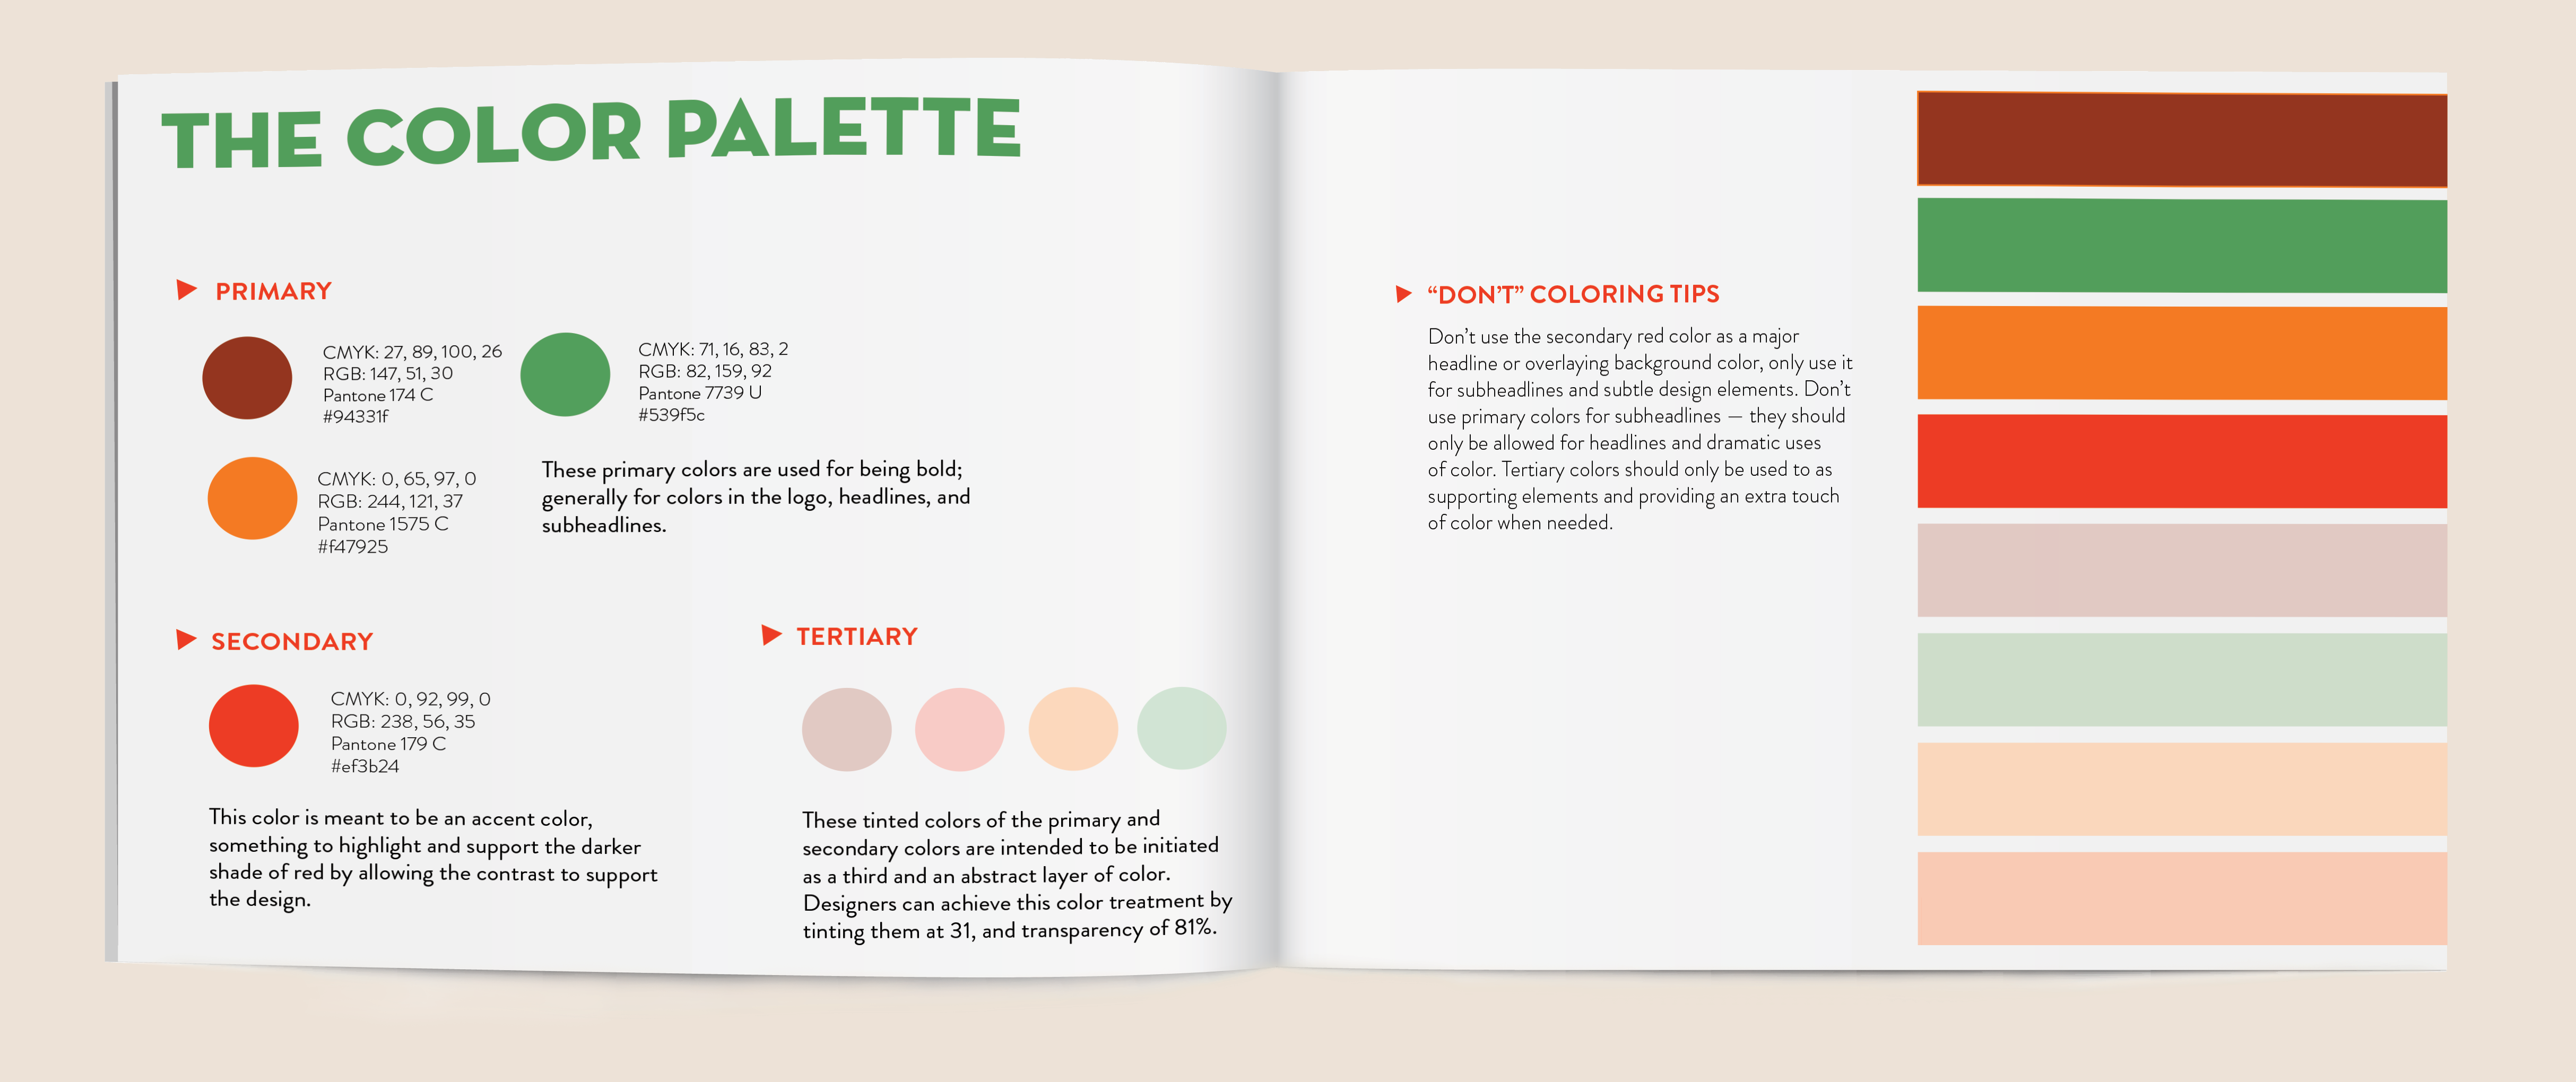 THE COLOR PALETTE
PRIMARY
CMYK: 27, 89, 100, 26
RGB: 147, 51, 30
Pantone 174 C
#94331f
CMYK: 71, 16, 83, 2
RGB: 82, 159, 92
Pantone 7739 U
#539f5c
CMYK: 0, 65, 97, 0
RGB: 244, 121, 37
Pantone 1575 C
#f47925
These primary colors are used for being bold;
generally for colors in the logo, headlines, and
subheadlines.
SECONDARY
CMYK: 0, 92, 99, 0
RGB: 238, 56, 35
Pantone 179 C
#ef3b24
This color is meant to be an accent color,
something to highlight and support the darker
shade of red by allowing the contrast to support
the design.
TERTIARY
These tinted colors of the primary and
secondary colors are intended to be initiated
as a third and an abstract layer of color.
Designers can achieve this color treatment by
tinting them at 31, and transparency of 81%.
“DON’T” COLORING TIPS
Don’t use the secondary red color as a major
headline or overlaying background color, only use it
for subheadlines and subtle design elements. Don’t
use primary colors for subheadlines — they should
only be allowed for headlines and dramatic uses
of color. Tertiary colors should only be used to as
supporting elements and providing an extra touch
of color when needed.